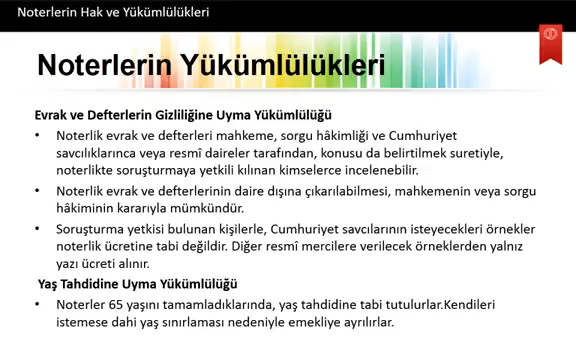 Noterlerin Hak ve Yükümlülükleri
Noterlerin Yükümlülükleri
Evrak ve Defterlerin Gizliliğine Uyma Yükümlülüğü
• Noterlik evrak ve defterleri mahkeme, sorgu hâkimliği ve Cumhuriyet
savcılıklarınca veya resmî daireler tarafından, konusu da belirtilmek suretiyle,
noterlikte soruşturmaya yetkili kılınan kimselerce incelenebilir.
• Noterlik evrak ve defterlerinin daire dışına çıkarılabilmesi, mahkemenin veya sorgu
hâkiminin kararıyla mümkündür.
• Soruşturma yetkisi bulunan kişilerle, Cumhuriyet savcılarının isteyecekleri örnekler
noterlik ücretine tabi değildir. Diğer resmî mercilere verilecek örneklerden yalnız
yazı ücreti alınır.
Yaş Tahdidine Uyma Yükümlülüğü
• Noterler 65 yaşını tamamladıklarında, yaş tahdidine tabi tutulurlar.Kendileri
istemese dahi yaş sınırlaması nedeniyle emekliye ayrılırlar.